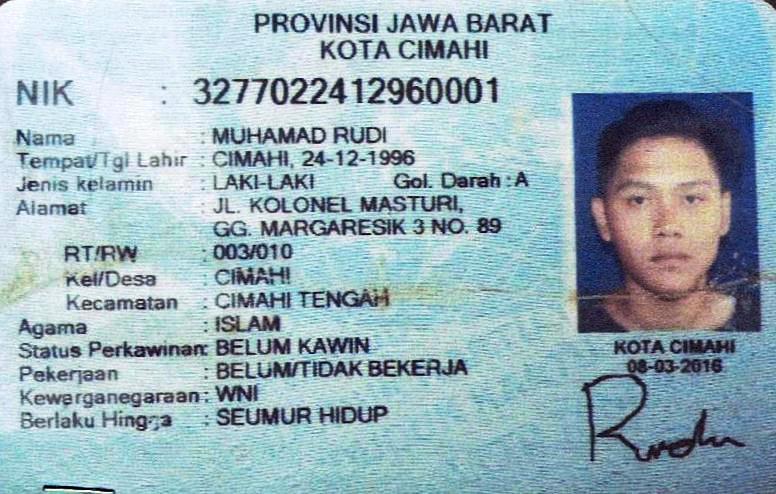 PROVINSI JAWA BARAT
KOTA CIMAHI
NIK : 3277022412960001
Nama : MUHAMAD RUDI
Tempat/Tgl Lahir : CIMAHI, 24-12-1996
Jenis kelamin : LAKI-LAKI Gol. Darah :A
Alamat : JL. KOLONEL MASTURI,
GG. MARGARESIK 3 NO. 89
RT/RW : 003/010
Kel/Desa : CIMAHI
Kecamatan : CIMAHI TENGAH
Agama : ISLAM
Status Perkawinan: BELUM KAWIN
Pekerjaan : BELUM/TIDAK BEKERJA
Kewarganegaraan: WNI
Berlaku Hingga : SEUMUR HIDUP
KOTA CIMAHI
08-03-2016